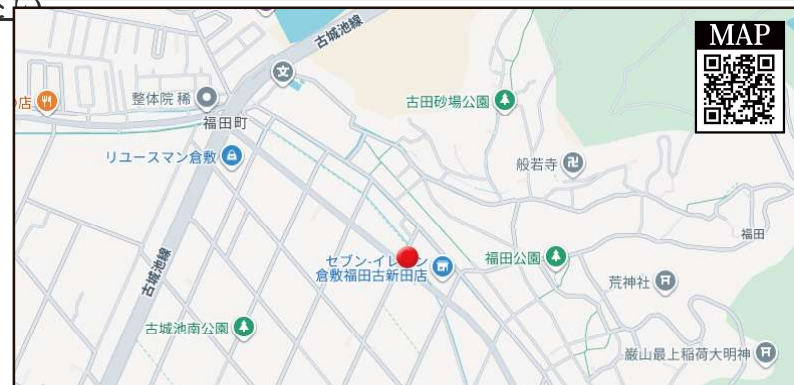 MAP
古城池線
文
の店
整体院 稀
福田町
古田砂場公園
リユースマン倉敷
般若寺
福田
古城池線
セブン-イレブン
倉敷福田古新田店
福田公園
荒神社
古城池南公園
巌山最上稲荷大明神